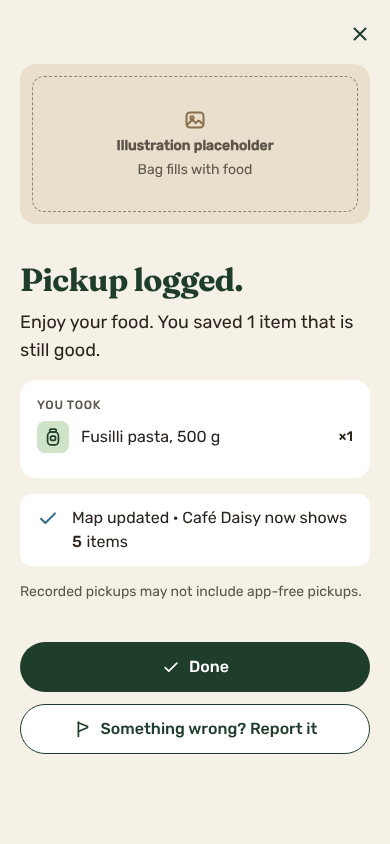 Illustration placeholder
Bag fills with food
Pickup logged.
Enjoy your food. You saved 1 item that is
still good.
YOU TOOK
Fusilli pasta, 500 g ×1
Map updated • Café Daisy now shows
5 items
Recorded pickups may not include app-free pickups.
Done
Something wrong? Report it